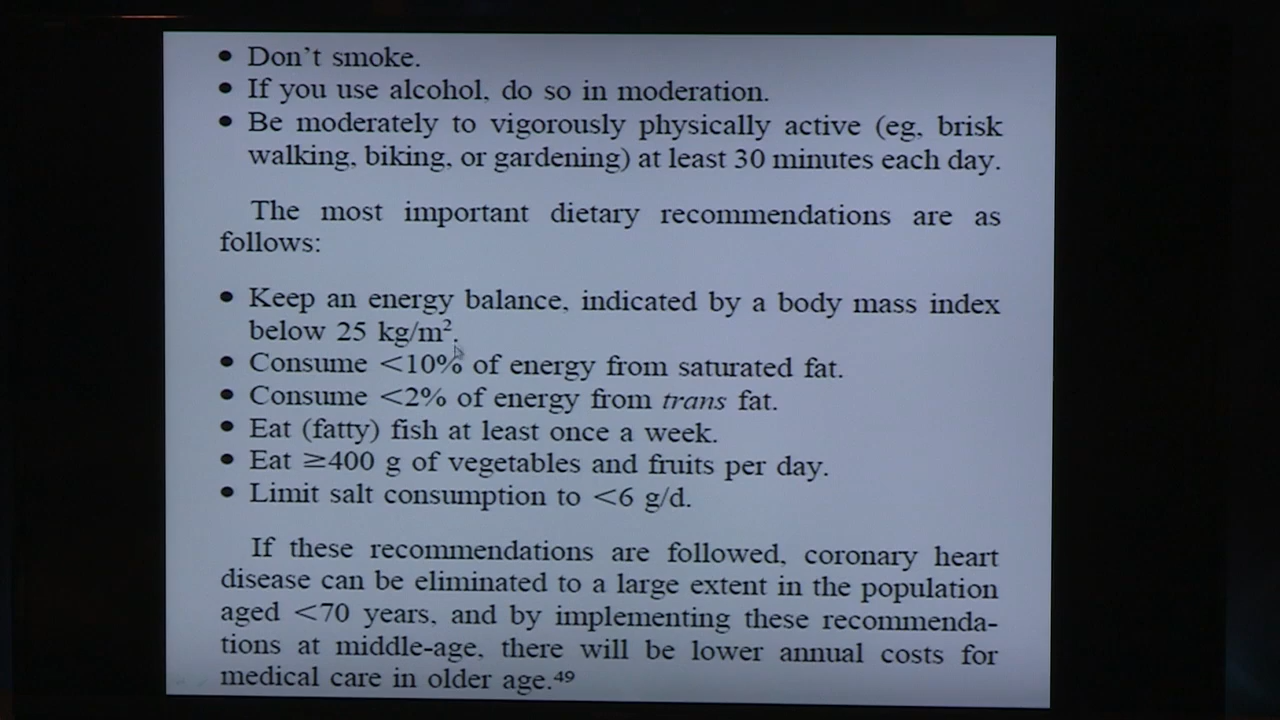 • Don't smoke.
• If you use alcohol, do so in moderation.
• Be moderately to vigorously physically active (eg, brisk
walking, biking, or gardening) at least 30 minutes each day.
The most important dietary recommendations are as
follows:
• Keep an energy balance, indicated by a body mass index
below 25 kg/m².
• Consume <10% of energy from saturated fat.
• Consume <2% of energy from trans fat.
• Eat (fatty) fish at least once a week.
• Eat ≥400 g of vegetables and fruits per day.
• Limit salt consumption to <6 g/d.
If these recommendations are followed, coronary heart
disease can be eliminated to a large extent in the population
aged <70 years, and by implementing these recommenda-
tions at middle-age, there will be lower annual costs for
medical care in older age.⁴⁹